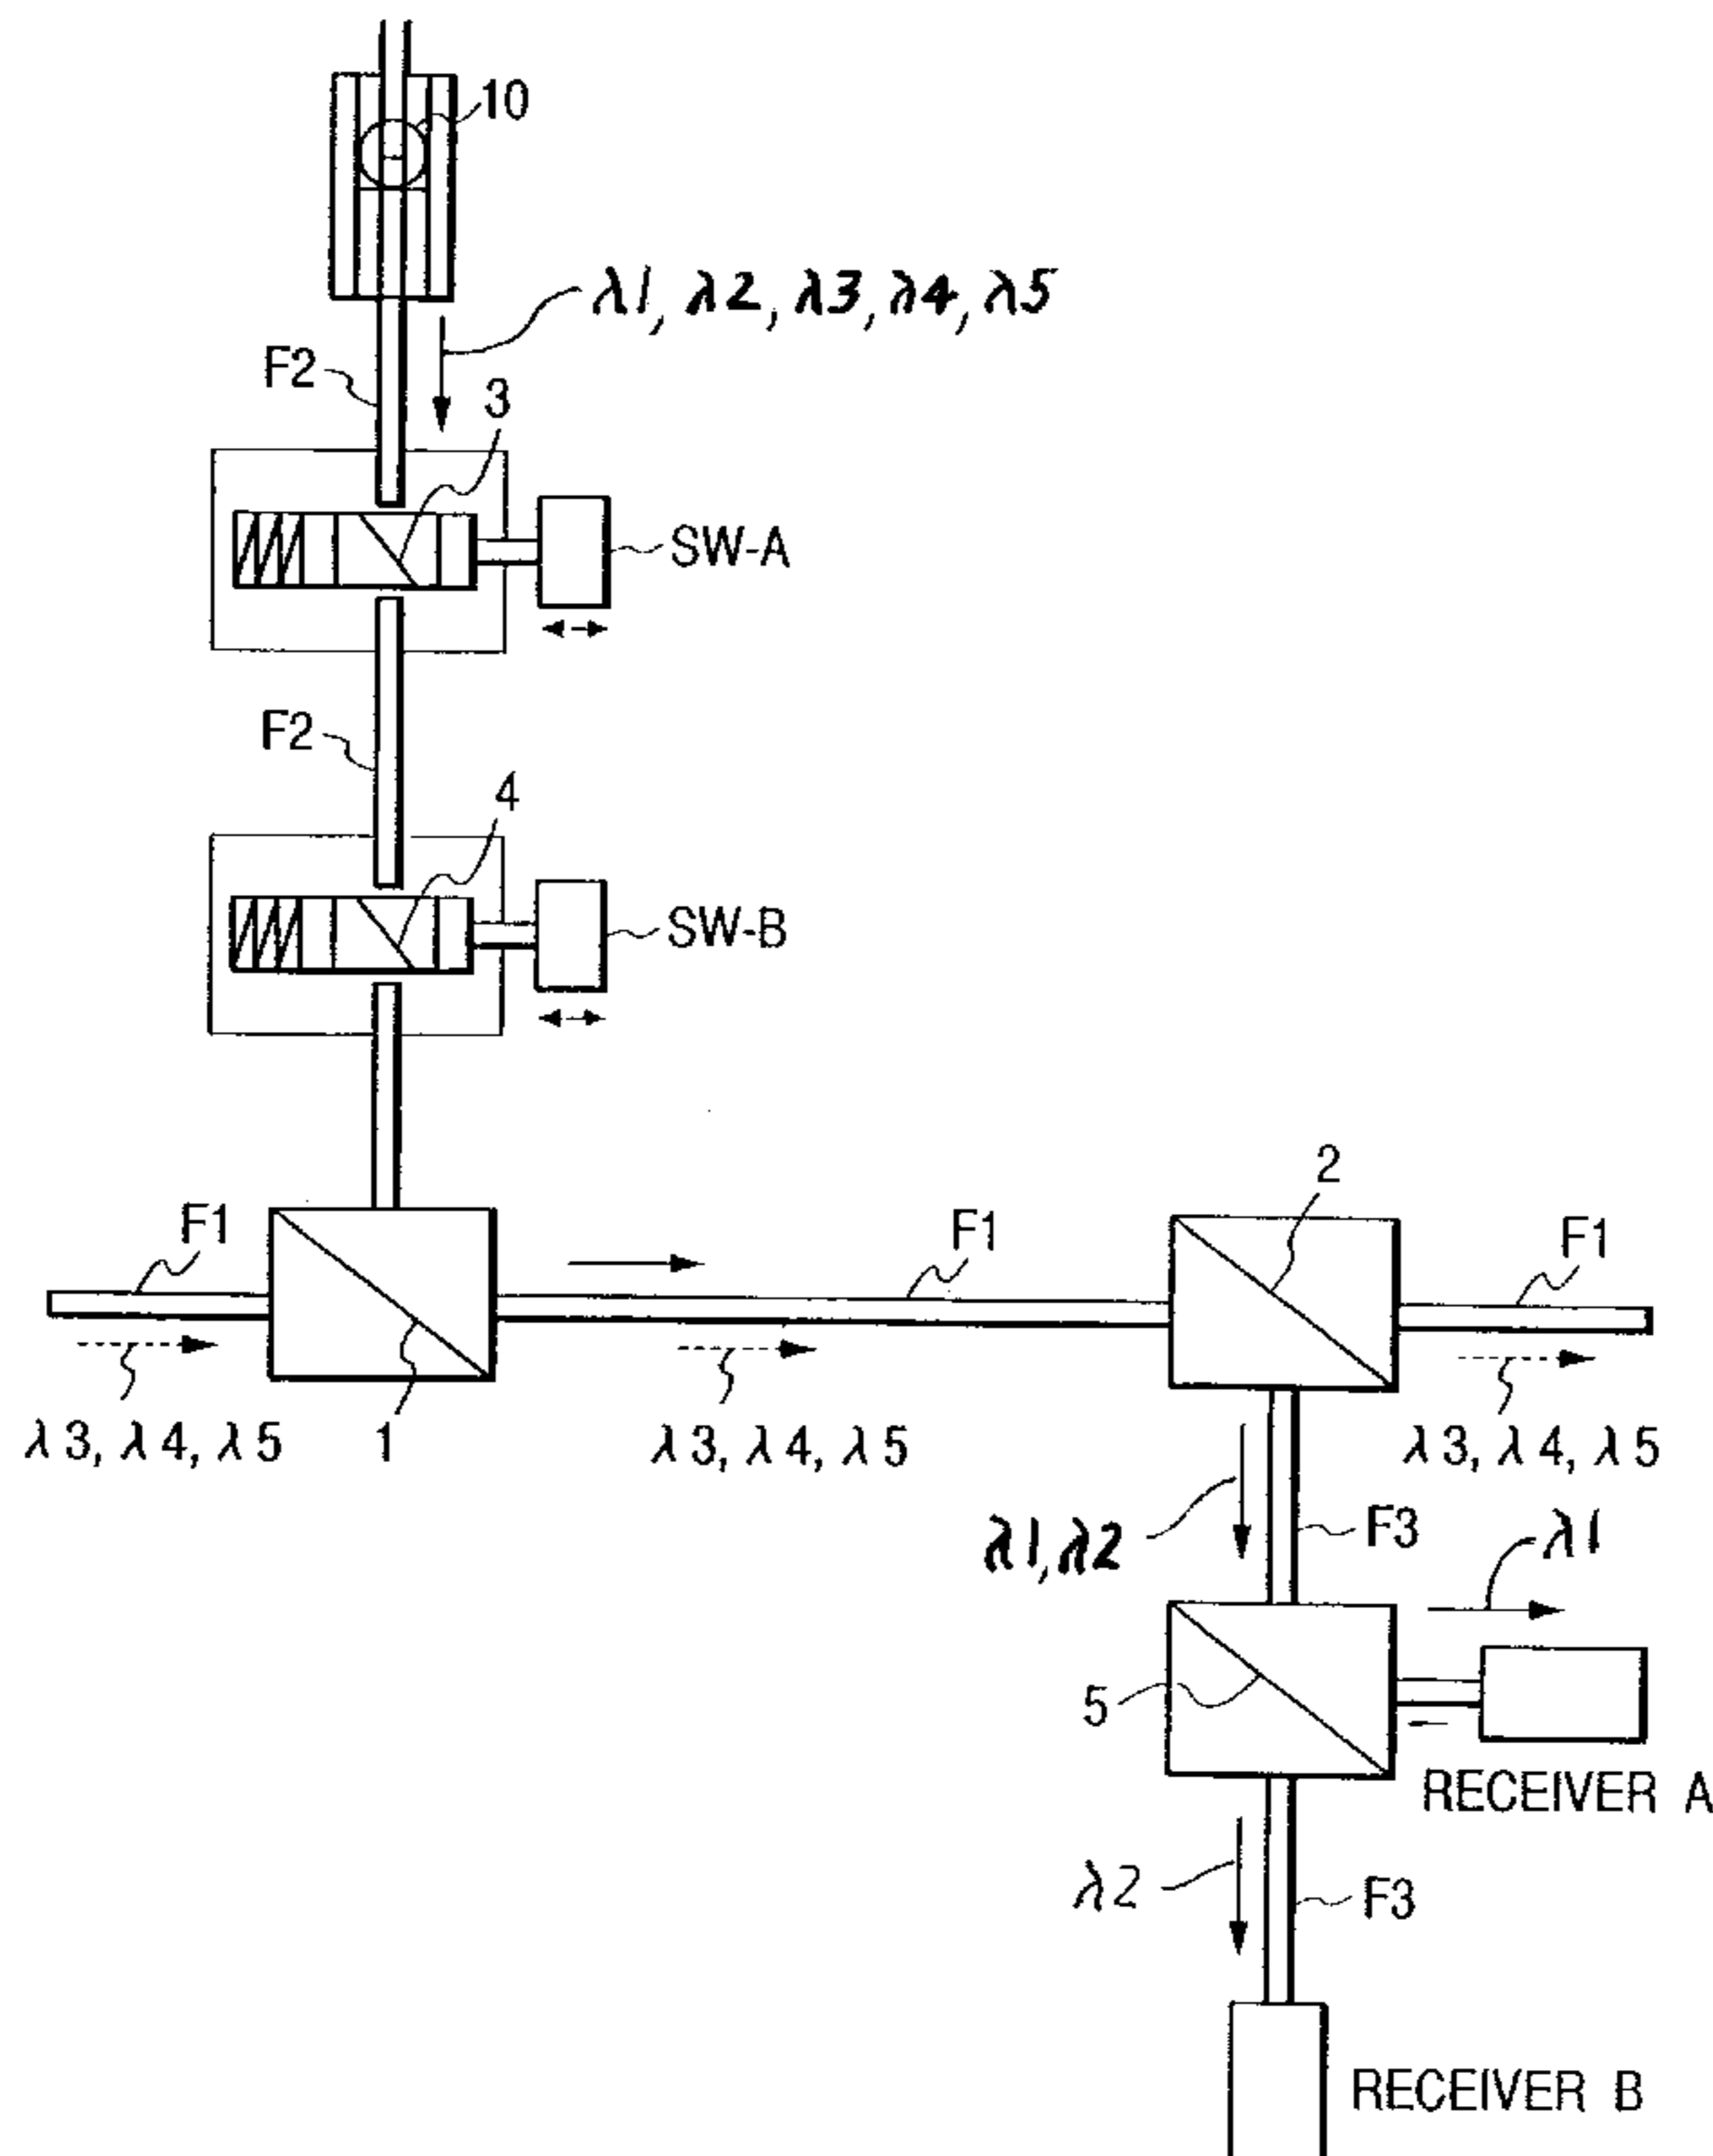 10
λ1, λ2, λ3, λ4, λ5
F2
3
SW-A
F2
4
SW-B
2
F1
F1
F1
λ3, λ4, λ5
1
λ3, λ4, λ5
λ3, λ4, λ5
λ1, λ2
F3
λ1
5
RECEIVER A
λ2
F3
RECEIVER B